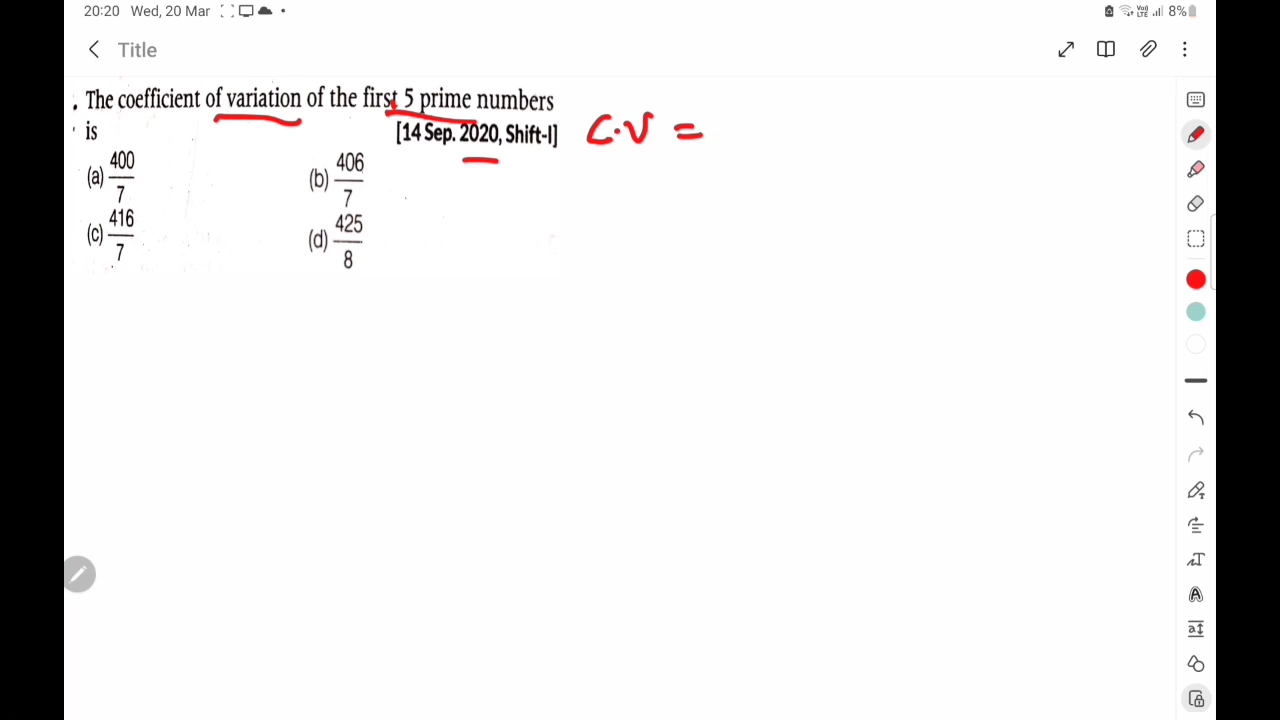 20:20 Wed, 20 Mar 8%
Title
. The coefficient of variation of the first 5 prime numbers
is [14 Sep. 2020, Shift-I] C.V =
(a) 400/7 (b) 406/7
(c) 416/7 (d) 425/8